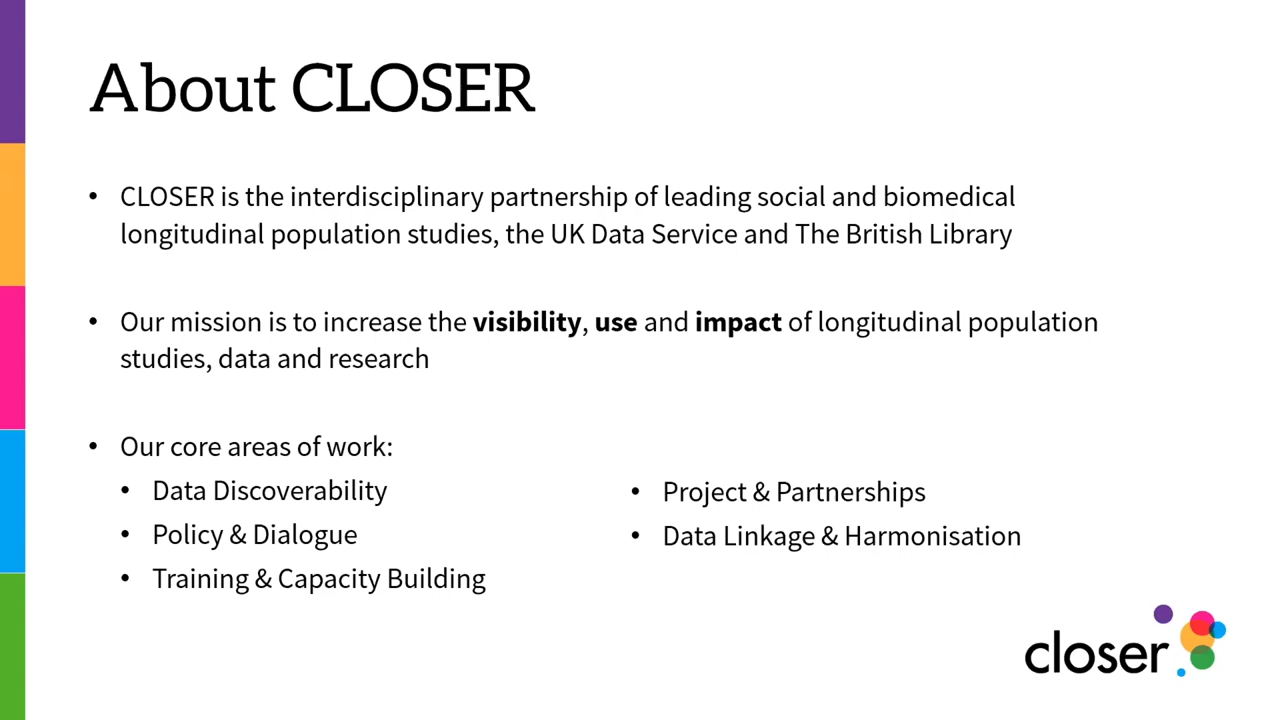 About CLOSER
• CLOSER is the interdisciplinary partnership of leading social and biomedical
longitudinal population studies, the UK Data Service and The British Library
• Our mission is to increase the visibility, use and impact of longitudinal population
studies, data and research
• Our core areas of work:
• Data Discoverability
• Policy & Dialogue
• Training & Capacity Building
• Project & Partnerships
• Data Linkage & Harmonisation
closer